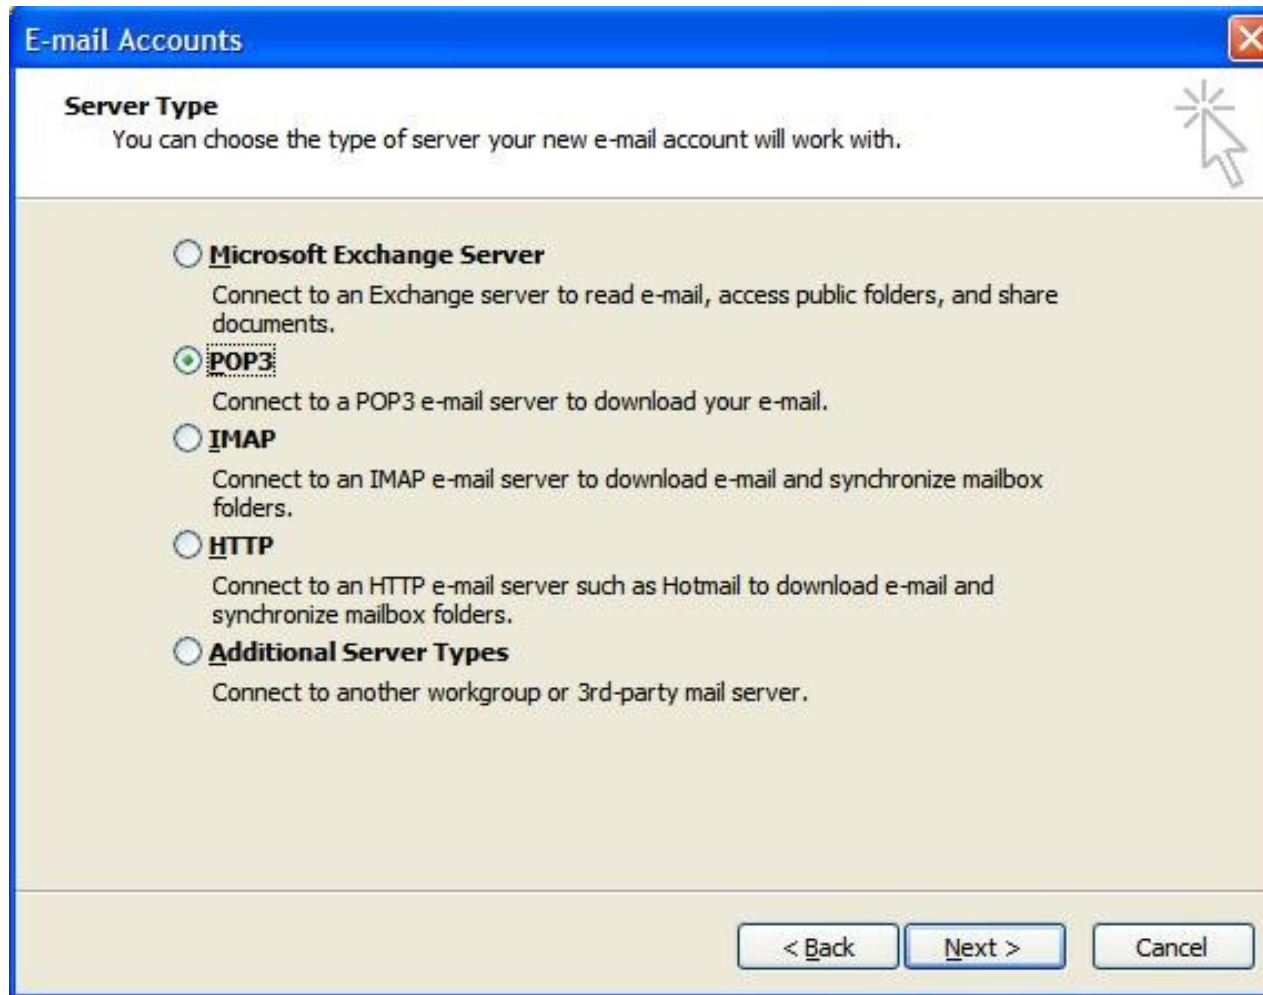 E-mail Accounts
Server Type
You can choose the type of server your new e-mail account will work with.
Microsoft Exchange Server
Connect to an Exchange server to read e-mail, access public folders, and share
documents.
POP3
Connect to a POP3 e-mail server to download your e-mail.
IMAP
Connect to an IMAP e-mail server to download e-mail and synchronize mailbox
folders.
HTTP
Connect to an HTTP e-mail server such as Hotmail to download e-mail and
synchronize mailbox folders.
Additional Server Types
Connect to another workgroup or 3rd-party mail server.
< Back Next > Cancel